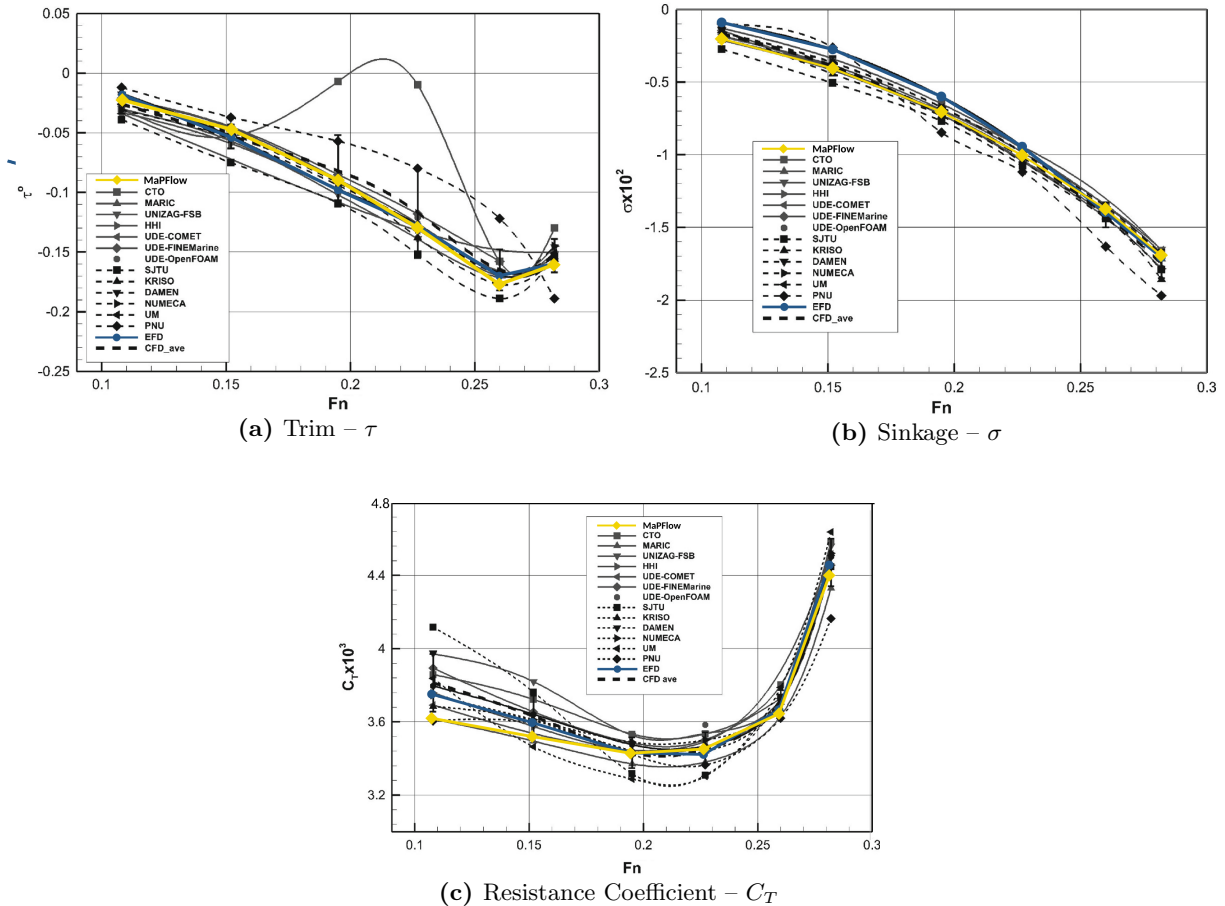 0.05
0
-0.05
-0.1
-0.15
-0.2
-0.25
τ°
MaPFlow
CTO
MARIC
UNIZAG-FSB
HHI
UDE-COMET
UDE-FINEMarine
UDE-OpenFOAM
SJTU
KRISO
DAMEN
NUMECA
UM
PNU
EFD
CFD_ave
0.1 0.15 0.2 0.25 0.3
Fn
(a) Trim – τ
0
-0.5
-1
-1.5
-2
-2.5
σx10²
MaPFlow
CTO
MARIC
UNIZAG-FSB
HHI
UDE-COMET
UDE-FINEMarine
UDE-OpenFOAM
SJTU
KRISO
DAMEN
NUMECA
UM
PNU
EFD
CFD_ave
0.1 0.15 0.2 0.25 0.3
Fn
(b) Sinkage – σ
4.8
4.4
4
3.6
3.2
C_Tx10³
MaPFlow
CTO
MARIC
UNIZAG-FSB
HHI
UDE-COMET
UDE-FINEMarine
UDE-OpenFOAM
SJTU
KRISO
DAMEN
NUMECA
UM
PNU
EFD
CFD ave
0.1 0.15 0.2 0.25 0.3
Fn
(c) Resistance Coefficient – C_T